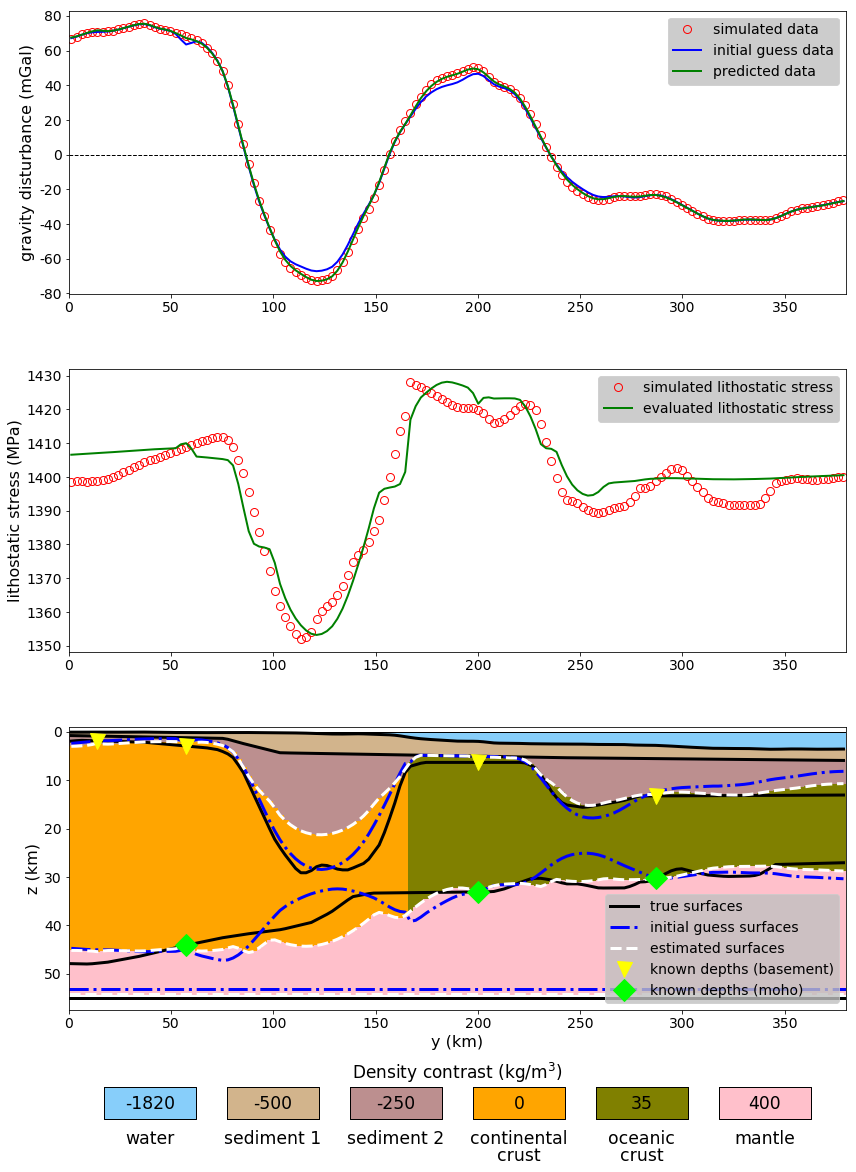 80
60
40
20
0
-20
-40
-60
-80
gravity disturbance (mGal)
simulated data
initial guess data
predicted data
0 50 100 150 200 250 300 350
1430
1420
1410
1400
1390
1380
1370
1360
1350
lithostatic stress (MPa)
simulated lithostatic stress
evaluated lithostatic stress
0 50 100 150 200 250 300 350
0
10
20
30
40
50
z (km)
true surfaces
initial guess surfaces
estimated surfaces
known depths (basement)
known depths (moho)
0 50 100 150 200 250 300 350
y (km)
Density contrast (kg/m³)
-1820 -500 -250 0 35 400
water sediment 1 sediment 2 continental oceanic mantle
crust crust